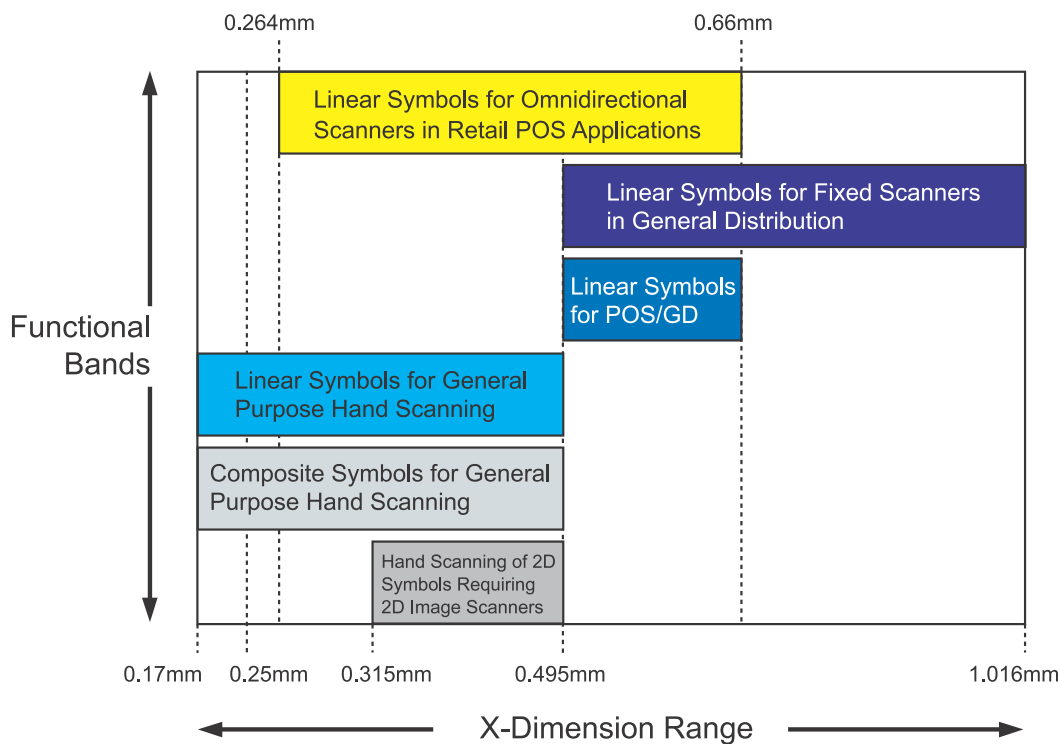 0.264mm
0.66mm
Linear Symbols for Omnidirectional
Scanners in Retail POS Applications
Linear Symbols for Fixed Scanners
in General Distribution
Linear Symbols
for POS/GD
Functional
Bands
Linear Symbols for General
Purpose Hand Scanning
Composite Symbols for General
Purpose Hand Scanning
Hand Scanning of 2D
Symbols Requiring
2D Image Scanners
0.17mm
0.25mm
0.315mm
0.495mm
1.016mm
X-Dimension Range